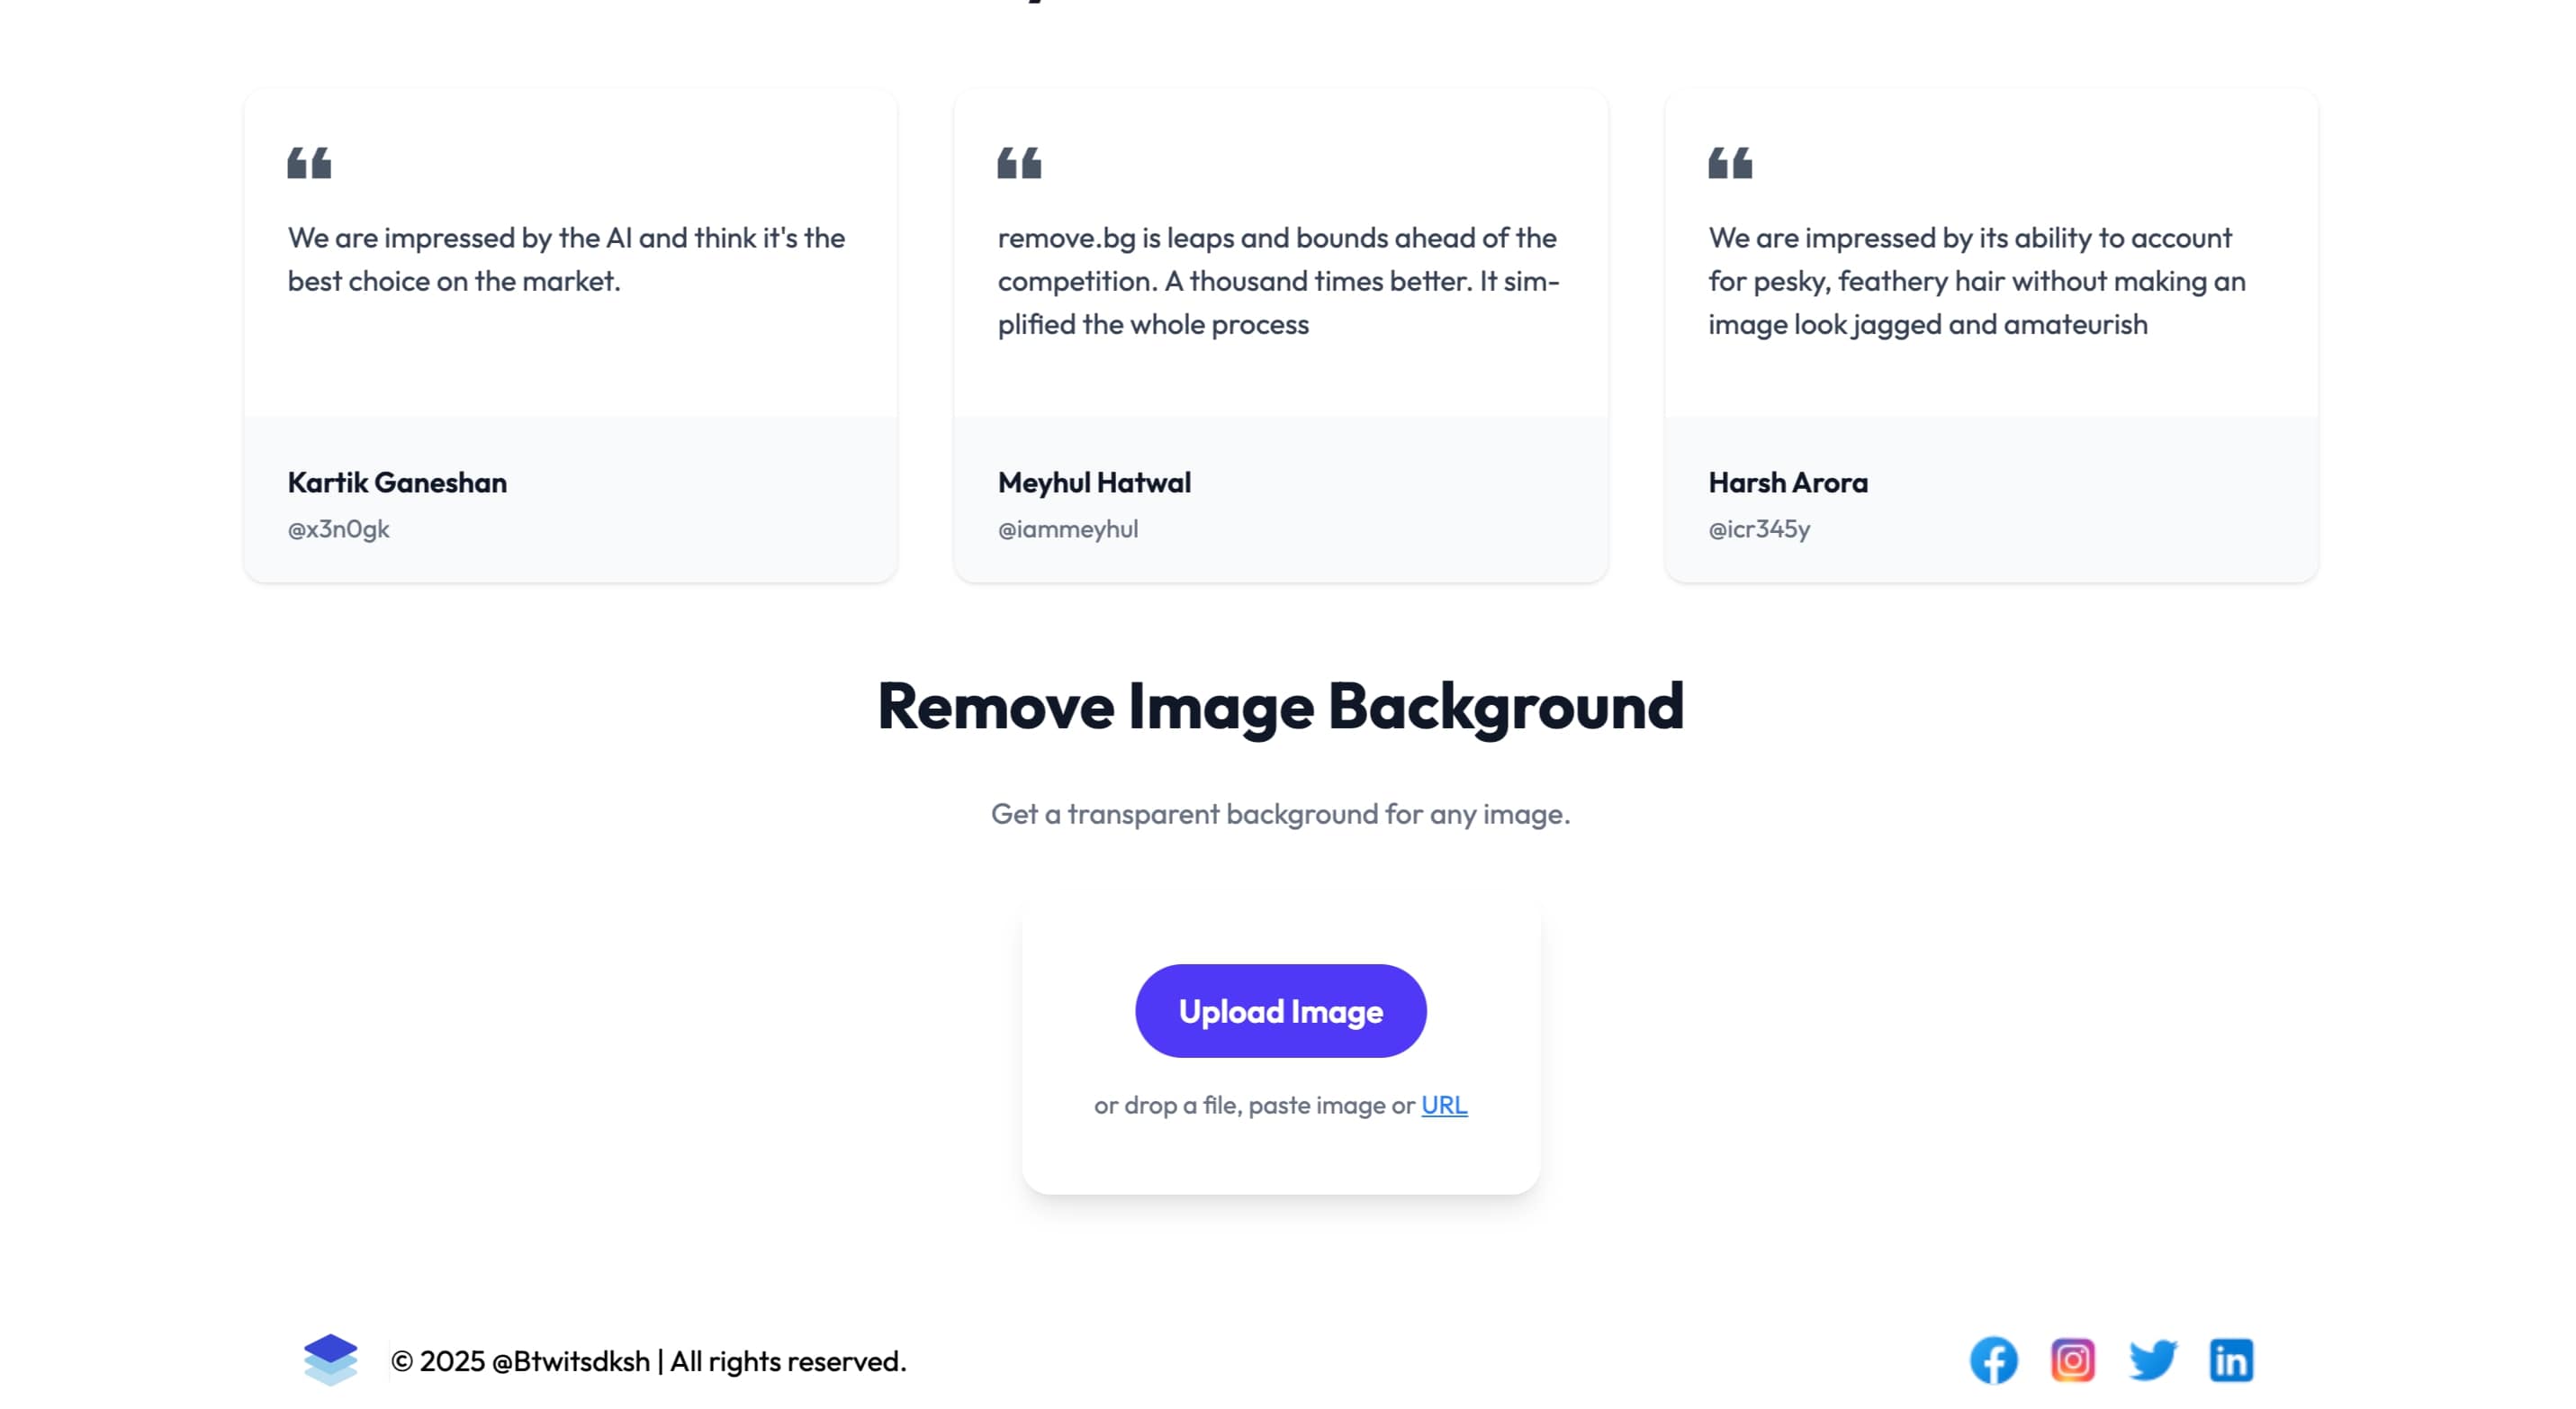 We are impressed by the AI and think it's the
best choice on the market.
Kartik Ganeshan
@x3n0gk
remove.bg is leaps and bounds ahead of the
competition. A thousand times better. It sim-
plified the whole process
Meyhul Hatwal
@iammeyhul
We are impressed by its ability to account
for pesky, feathery hair without making an
image look jagged and amateurish
Harsh Arora
@icr345y
Remove Image Background
Get a transparent background for any image.
Upload Image
or drop a file, paste image or URL
© 2025 @Btwitsdksh | All rights reserved.